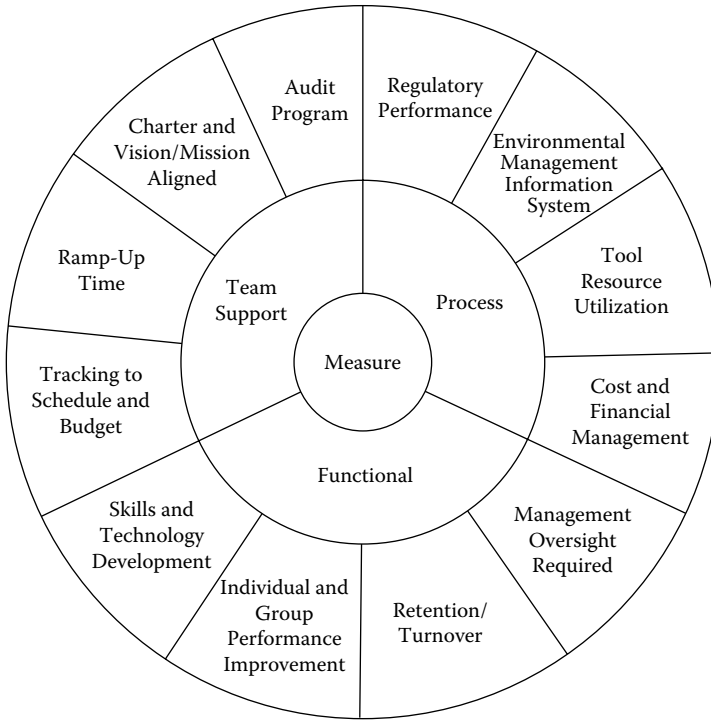 Audit
Program
Regulatory
Performance
Charter and
Vision/Mission
Aligned
Environmental
Management
Information
System
Ramp-Up
Time
Team
Support
Process
Tool
Resource
Utilization
Measure
Tracking to
Schedule and
Budget
Cost and
Financial
Management
Functional
Skills and
Technology
Development
Management
Oversight
Required
Individual and
Group
Performance
Improvement
Retention/
Turnover